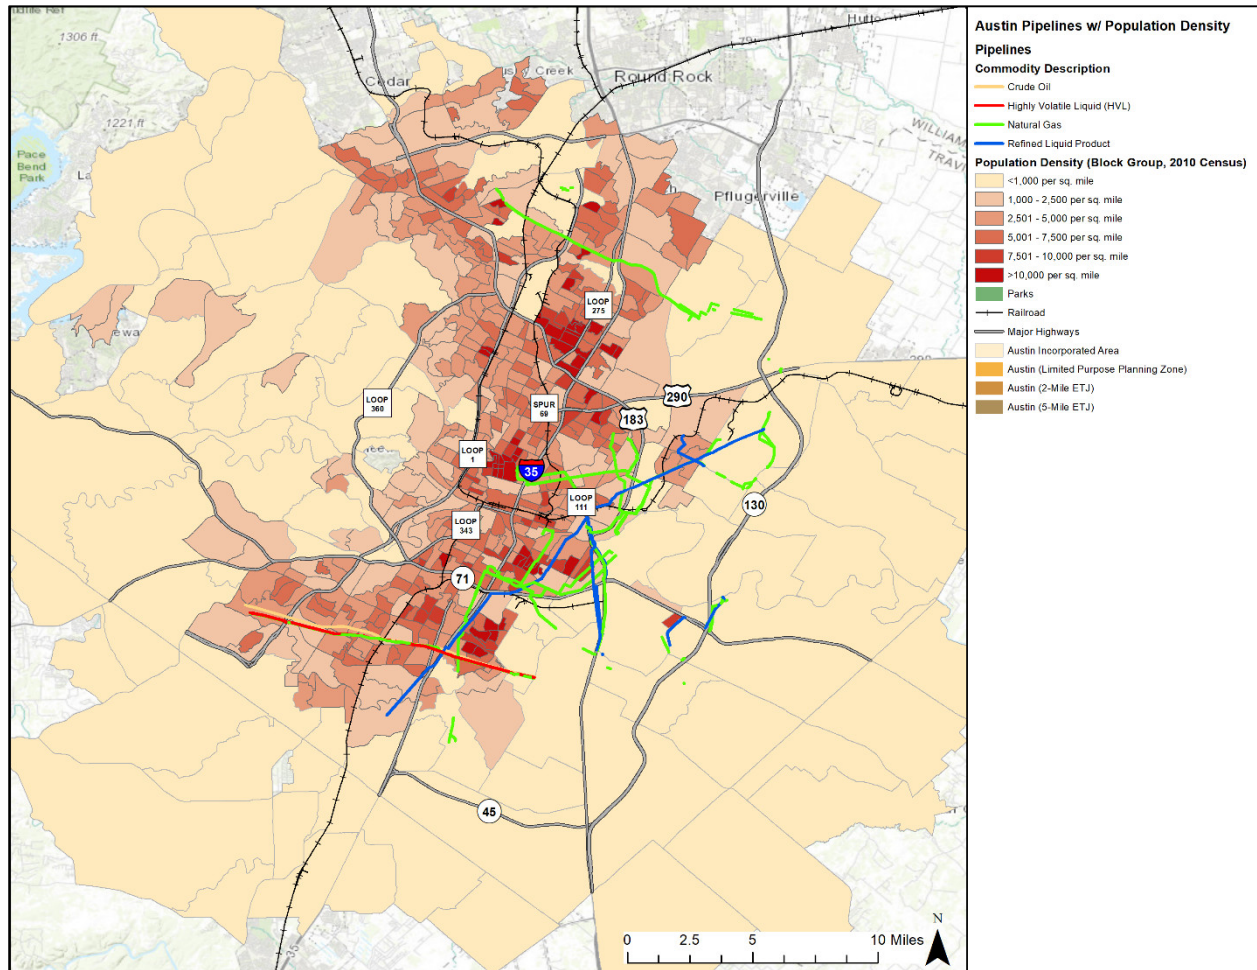 Austin Pipelines w/ Population Density
Pipelines
Commodity Description
Crude Oil
Highly Volatile Liquid (HVL)
Natural Gas
Refined Liquid Product
Population Density (Block Group, 2010 Census)
<1,000 per sq. mile
1,000 - 2,500 per sq. mile
2,501 - 5,000 per sq. mile
5,001 - 7,500 per sq. mile
7,501 - 10,000 per sq. mile
>10,000 per sq. mile
Parks
Railroad
Major Highways
Austin Incorporated Area
Austin (Limited Purpose Planning Zone)
Austin (2-Mile ETJ)
Austin (5-Mile ETJ)
1306 ft
Cedar
Creek
Round Rock
1221 ft
Pace
Bend
Park
Pflugerville
LOOP
275
LOOP
360
SPUR
69
290
183
LOOP
1
35
LOOP
111
130
LOOP
343
71
45
35
N
0 2.5 5 10 Miles